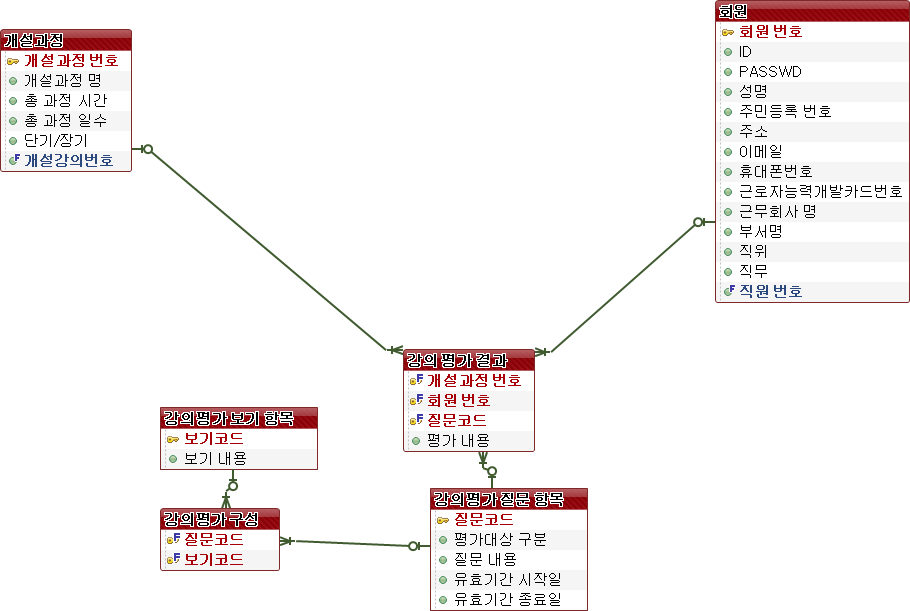 회원
회원 번호
ID
PASSWD
성명
주민등록 번호
주소
이메일
휴대폰번호
근로자능력개발카드번호
근무회사 명
부서명
직위
직무
직원 번호
개설과정
개설과정 번호
개설과정 명
총 과정 시간
총 과정 일수
단기/장기
개설강의번호
강의 평가 결과
개설과정 번호
회원 번호
질문코드
평가 내용
강의평가 보기 항목
보기코드
보기 내용
강의평가 구성
질문코드
보기코드
강의평가 질문 항목
질문코드
평가대상 구분
질문 내용
유효기간 시작일
유효기간 종료일